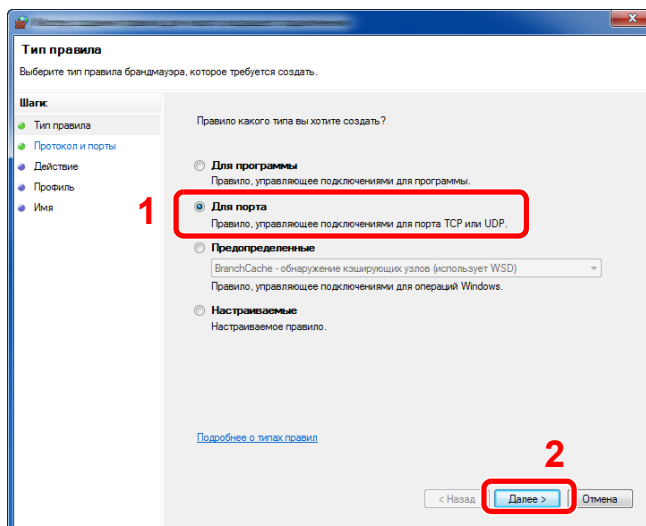 Тип правила
Выберите тип правила брандмауэра, которое требуется создать.
Шаги:
Тип правила
Протокол и порты
Действие
Профиль
Имя
Правило какого типа вы хотите создать?
Для программы
Правило, управляющее подключениями для программы.
1
Для порта
Правило, управляющее подключениями для порта TCP или UDP.
Предопределенные
BranchCache - обнаружение кэширующих узлов (использует WSD)
Правило, управляющее подключениями для операций Windows.
Настраиваемые
Настраиваемое правило.
Подробнее о типах правил
2
< Назад
Далее >
Отмена